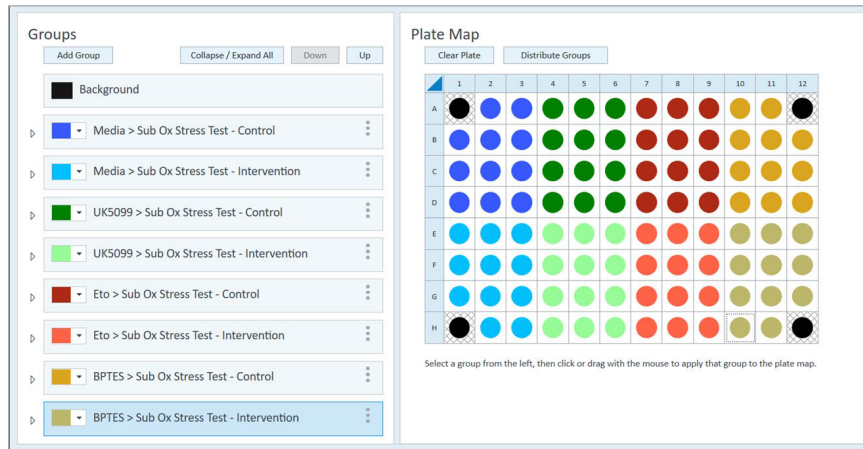 Groups
Add Group
Collapse / Expand All
Down
Up
Background
Media > Sub Ox Stress Test - Control
Media > Sub Ox Stress Test - Intervention
UK5099 > Sub Ox Stress Test - Control
UK5099 > Sub Ox Stress Test - Intervention
Eto > Sub Ox Stress Test - Control
Eto > Sub Ox Stress Test - Intervention
BPTES > Sub Ox Stress Test - Control
BPTES > Sub Ox Stress Test - Intervention
Plate Map
Clear Plate
Distribute Groups
1 2 3 4 5 6 7 8 9 10 11 12
A
B
C
D
E
F
G
H
Select a group from the left, then click or drag with the mouse to apply that group to the plate map.